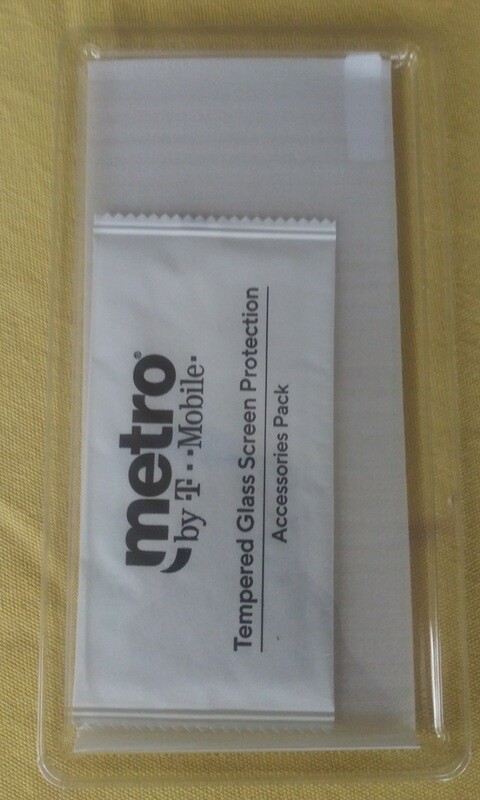 metro®
by T··Mobile·
Tempered Glass Screen Protection
Accessories Pack